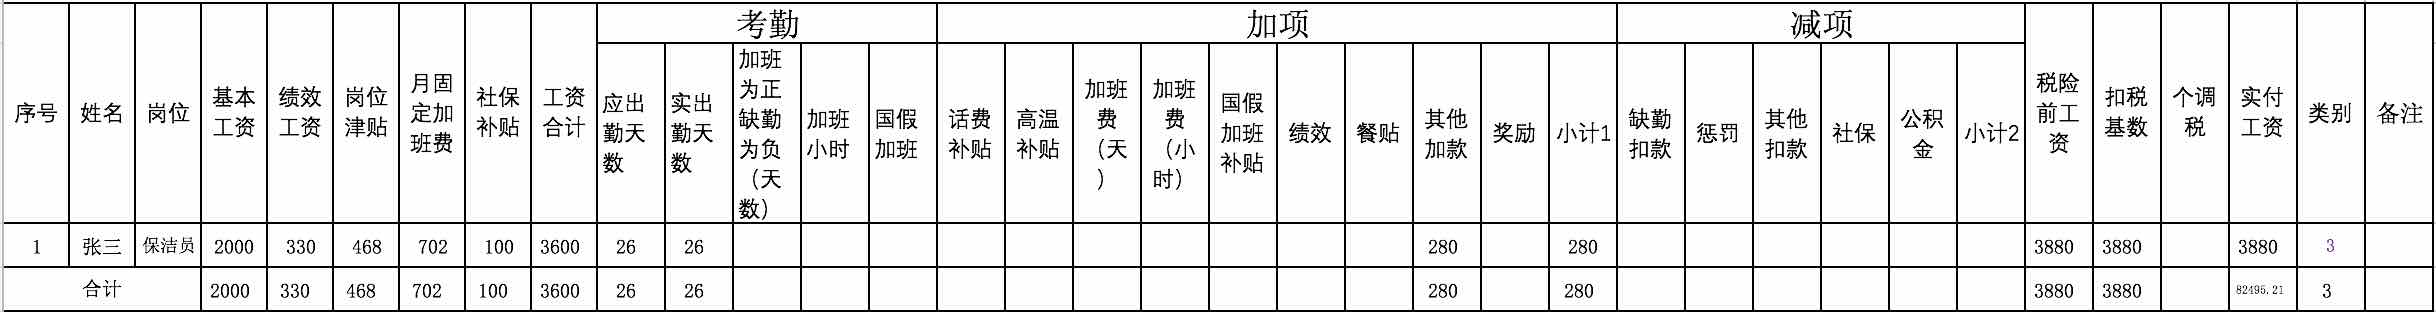 考勤 加项 减项
序号 姓名 岗位 基本工资 绩效工资 岗位津贴 月固定加班费 社保补贴 工资合计 应出勤天数 实出勤天数 加班为正缺勤为负（天数） 加班小时 国假加班 话费补贴 高温补贴 加班费（天） 加班费（小时） 国假加班补贴 绩效 餐贴 其他加款 奖励 小计1 缺勤扣款 惩罚 其他扣款 社保 公积金 小计2 税险前工资 扣税基数 个调税 实付工资 类别 备注
1 张三 保洁员 2000 330 468 702 100 3600 26 26 280 280 3880 3880 3880 3
合计 2000 330 468 702 100 3600 26 26 280 280 3880 3880 82495.21 3